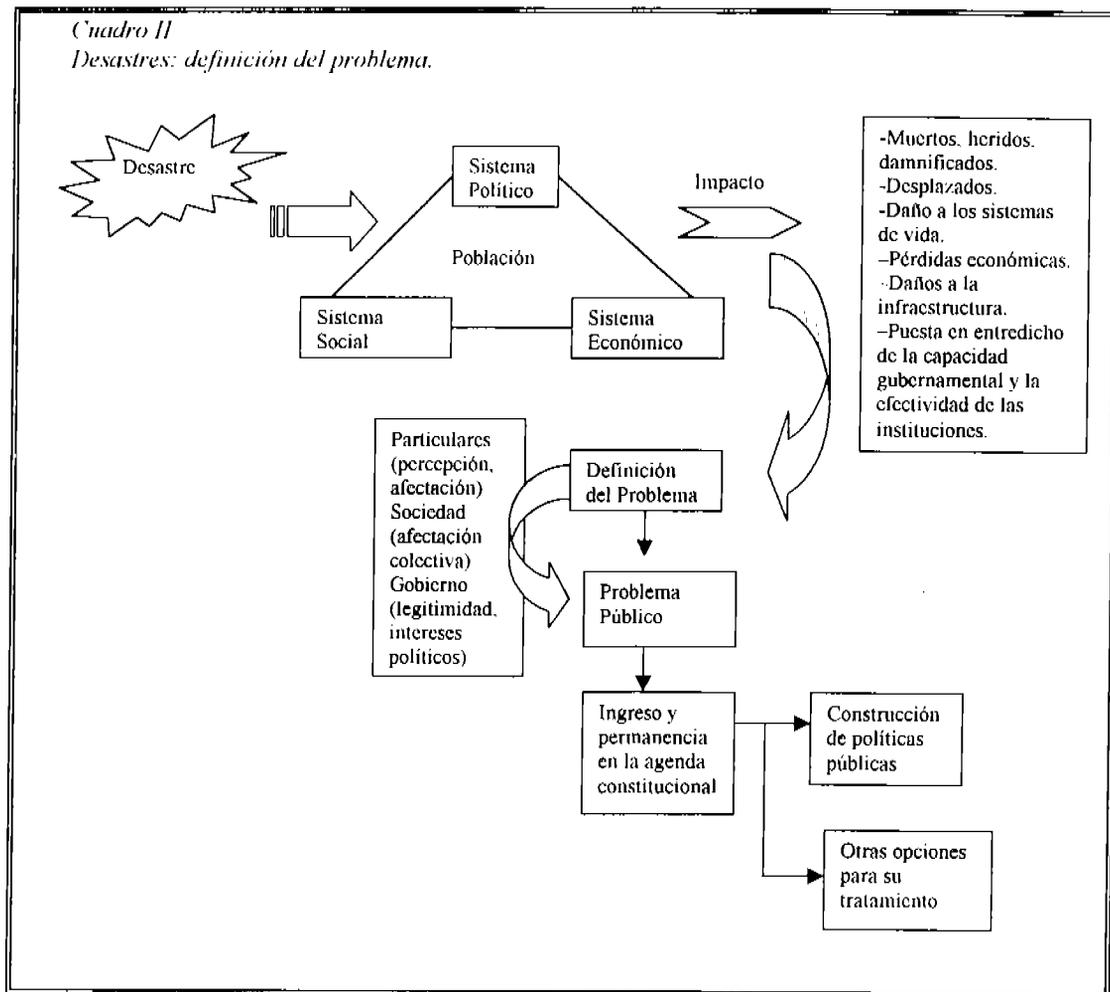 Cuadro II
Desastres: definición del problema.
Desastre
Sistema
Político
Población
Sistema
Social
Sistema
Económico
Impacto
-Muertos, heridos,
damnificados.
-Desplazados.
-Daño a los sistemas
de vida.
–Pérdidas económicas.
-Daños a la
infraestructura.
–Puesta en entredicho
de la capacidad
gubernamental y la
efectividad de las
instituciones.
Particulares
(percepción,
afectación)
Sociedad
(afectación
colectiva)
Gobierno
(legitimidad,
intereses
políticos)
Definición
del Problema
Problema
Público
Ingreso y
permanencia
en la agenda
constitucional
Construcción
de políticas
públicas
Otras opciones
para su
tratamiento